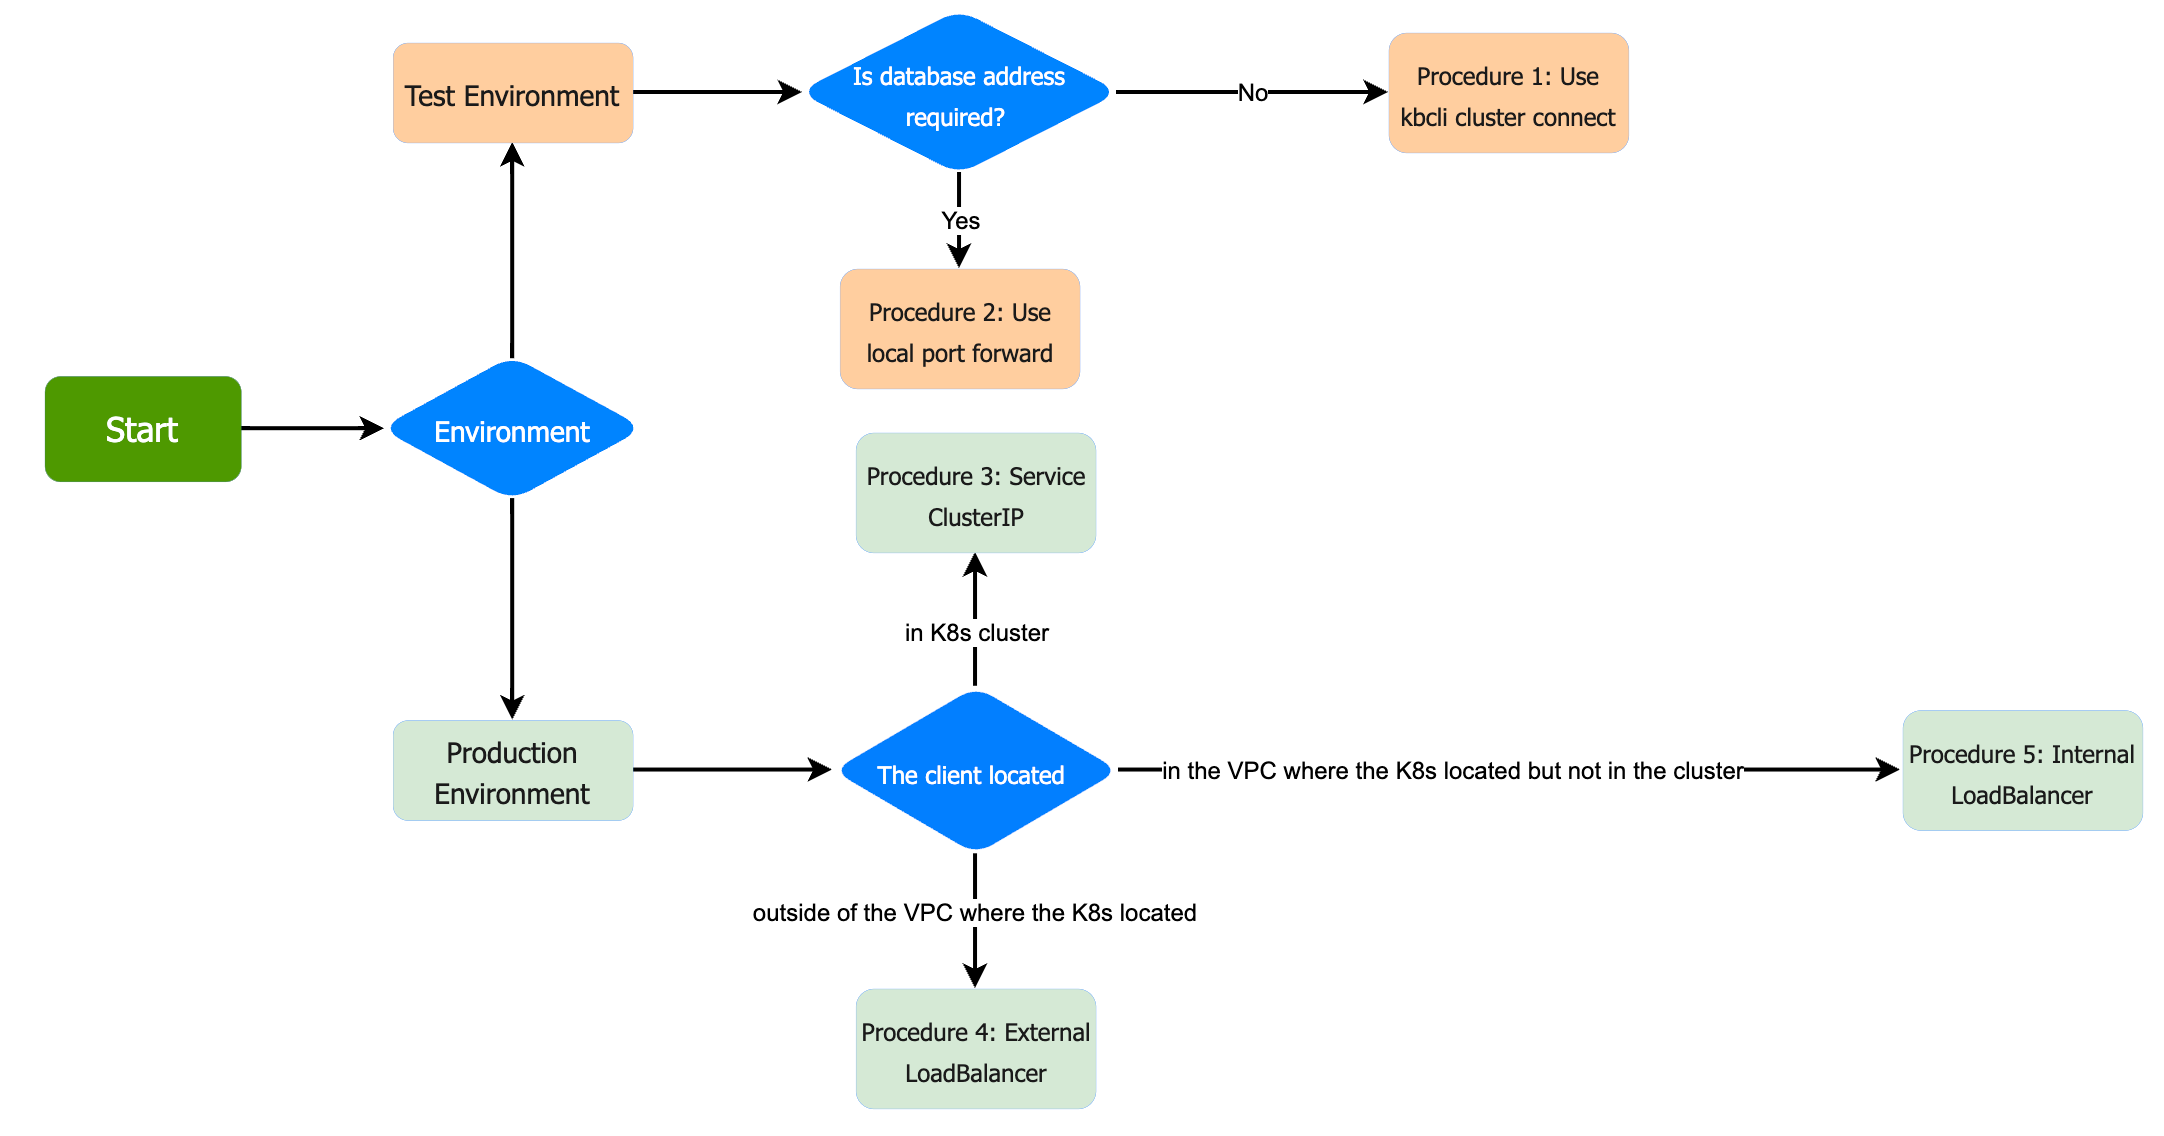 Test Environment
Is database address
required?
No
Procedure 1: Use
kbcli cluster connect
Yes
Procedure 2: Use
local port forward
Start
Environment
Procedure 3: Service
ClusterIP
in K8s cluster
Production
Environment
The client located
in the VPC where the K8s located but not in the cluster
Procedure 5: Internal
LoadBalancer
outside of the VPC where the K8s located
Procedure 4: External
LoadBalancer